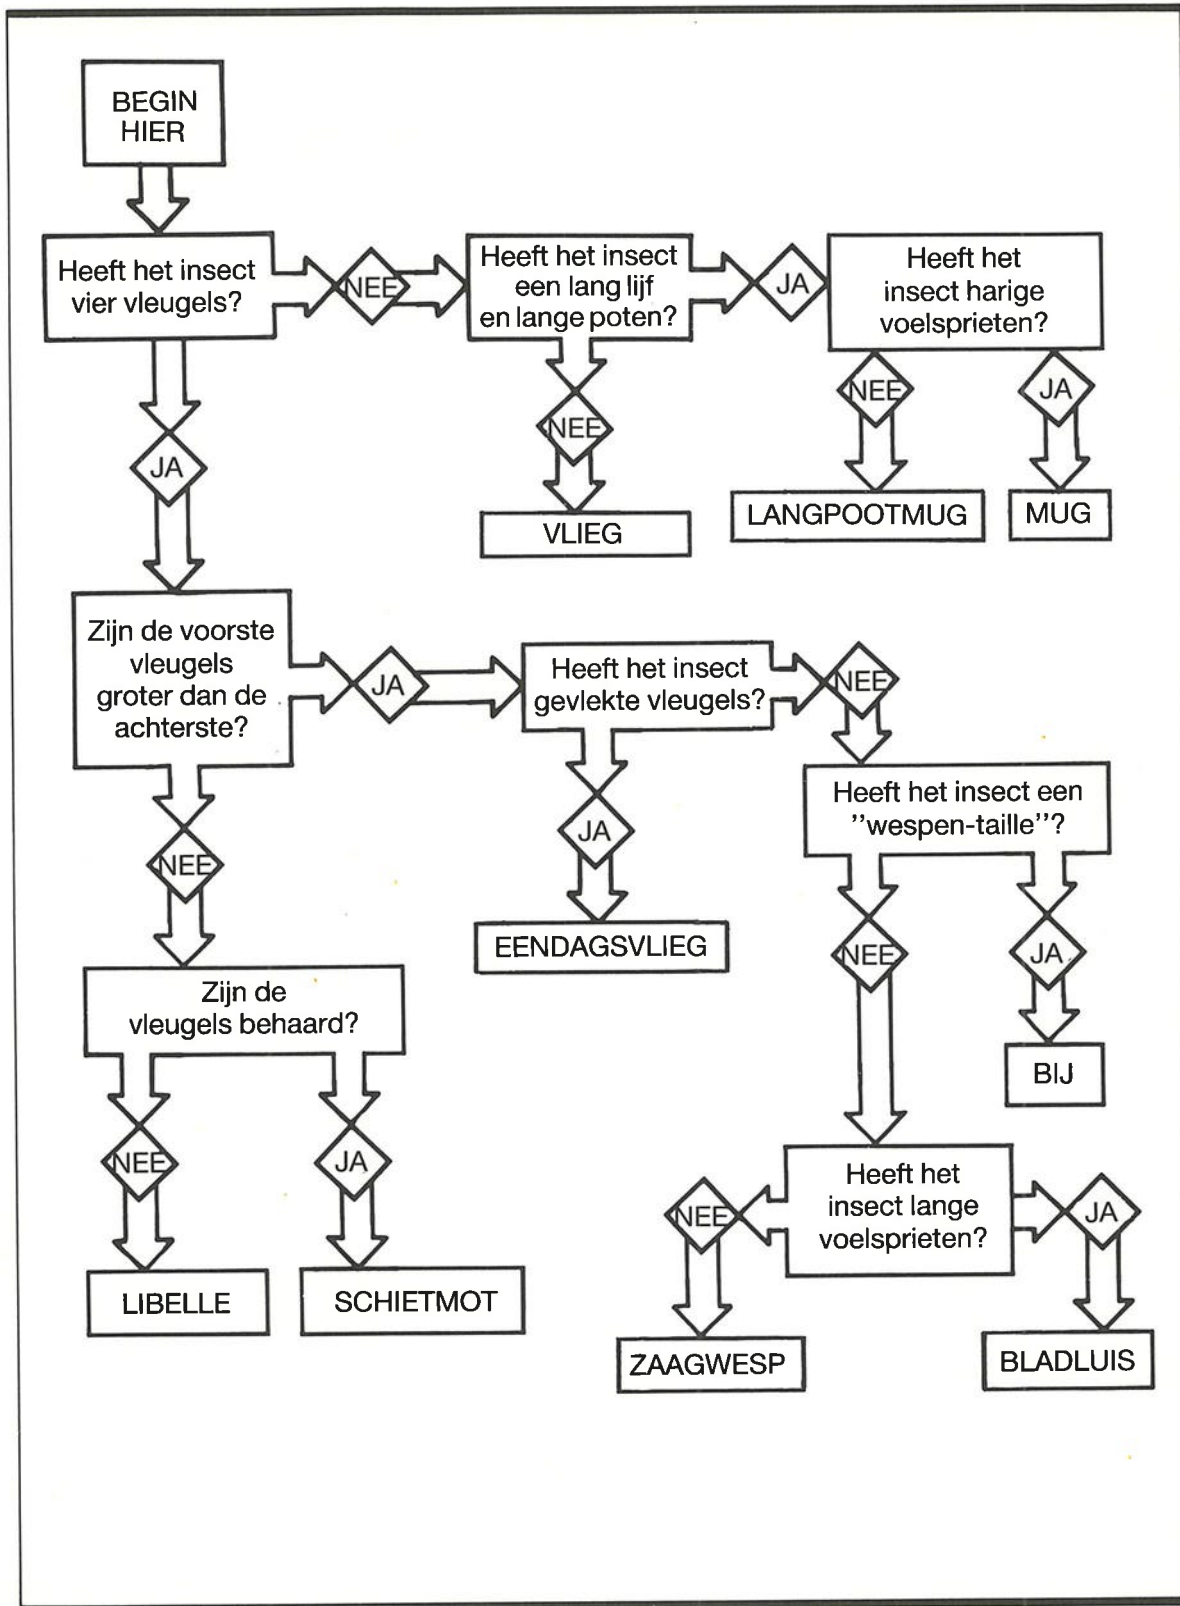 BEGIN
HIER
Heeft het insect
vier vleugels?
NEE
Heeft het insect
een lang lijf
en lange poten?
JA
Heeft het
insect harige
voelsprieten?
NEE
JA
NEE
JA
VLIEG
LANGPOOTMUG
MUG
Zijn de voorste
vleugels
groter dan de
achterste?
JA
Heeft het insect
gevlekte vleugels?
NEE
Heeft het insect een
"wespen-taille"?
JA
NEE
EENDAGSVLIEG
NEE
JA
Zijn de
vleugels behaard?
BIJ
NEE
JA
Heeft het
insect lange
voelsprieten?
NEE
JA
LIBELLE
SCHIETMOT
ZAAGWESP
BLADLUIS